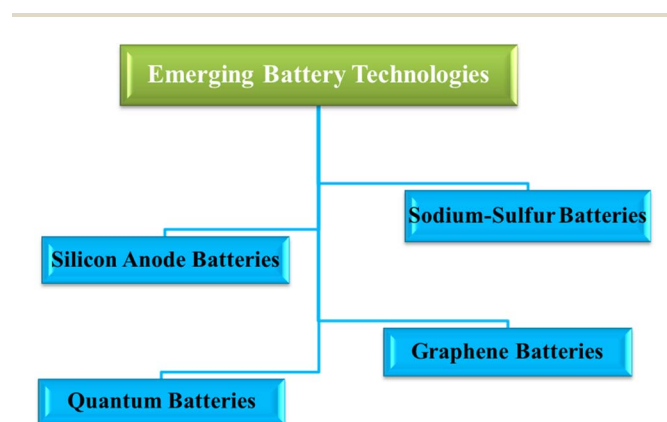 Emerging Battery Technologies
Sodium-Sulfur Batteries
Silicon Anode Batteries
Graphene Batteries
Quantum Batteries